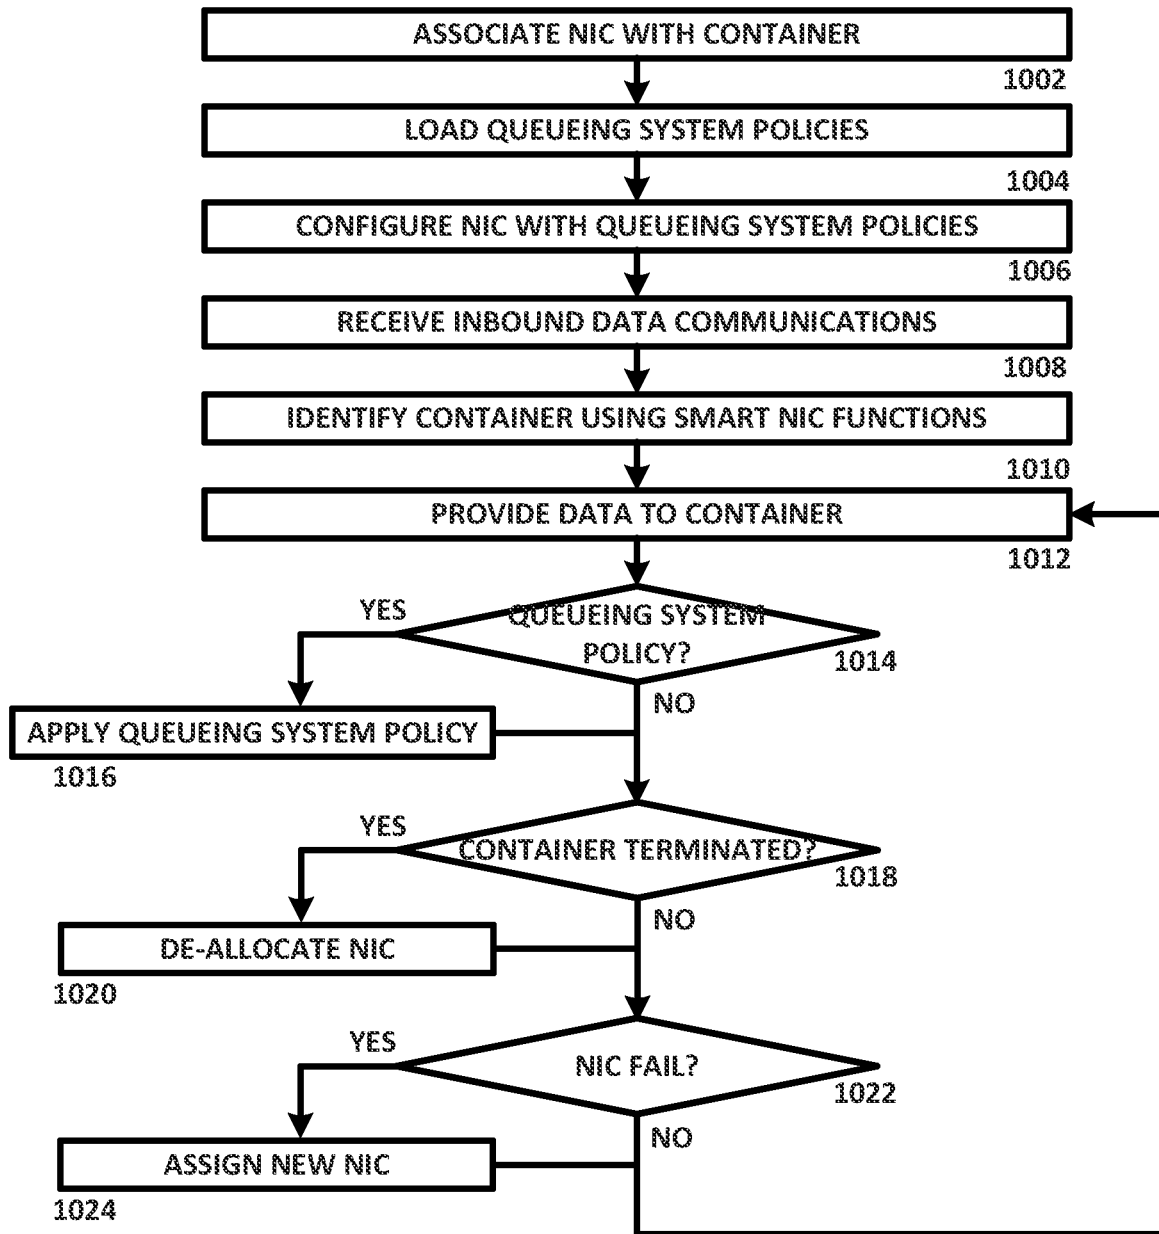 ASSOCIATE NIC WITH CONTAINER
1002
LOAD QUEUEING SYSTEM POLICIES
1004
CONFIGURE NIC WITH QUEUEING SYSTEM POLICIES
1006
RECEIVE INBOUND DATA COMMUNICATIONS
1008
IDENTIFY CONTAINER USING SMART NIC FUNCTIONS
1010
PROVIDE DATA TO CONTAINER
1012
YES
QUEUEING SYSTEM
POLICY?
1014
NO
APPLY QUEUEING SYSTEM POLICY
1016
YES
CONTAINER TERMINATED?
1018
NO
DE-ALLOCATE NIC
1020
YES
NIC FAIL?
1022
NO
ASSIGN NEW NIC
1024